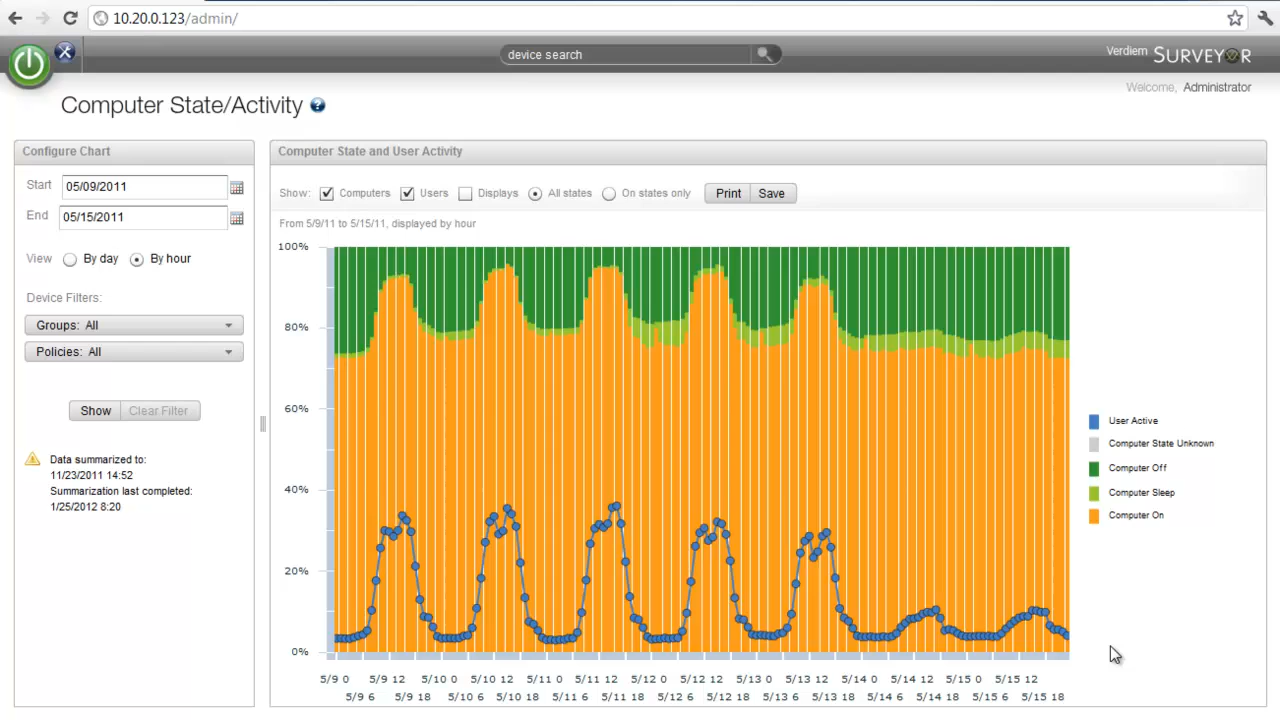 10.20.0.123/admin/
device search
Verdiem SURVEYOR
Welcome, Administrator
Computer State/Activity ?
Configure Chart
Start 05/09/2011
End 05/15/2011
View By day By hour
Device Filters:
Groups: All
Policies: All
Show Clear Filter
Data summarized to:
11/23/2011 14:52
Summarization last completed:
1/25/2012 8:20
Computer State and User Activity
Show: Computers Users Displays All states On states only Print Save
From 5/9/11 to 5/15/11, displayed by hour
100%
80%
60%
40%
20%
0%
5/9 0 5/9 12 5/10 0 5/10 12 5/11 0 5/11 12 5/12 0 5/12 12 5/13 0 5/13 12 5/14 0 5/14 12 5/15 0 5/15 12
5/9 6 5/9 18 5/10 6 5/10 18 5/11 6 5/11 18 5/12 6 5/12 18 5/13 6 5/13 18 5/14 6 5/14 18 5/15 6 5/15 18
User Active
Computer State Unknown
Computer Off
Computer Sleep
Computer On